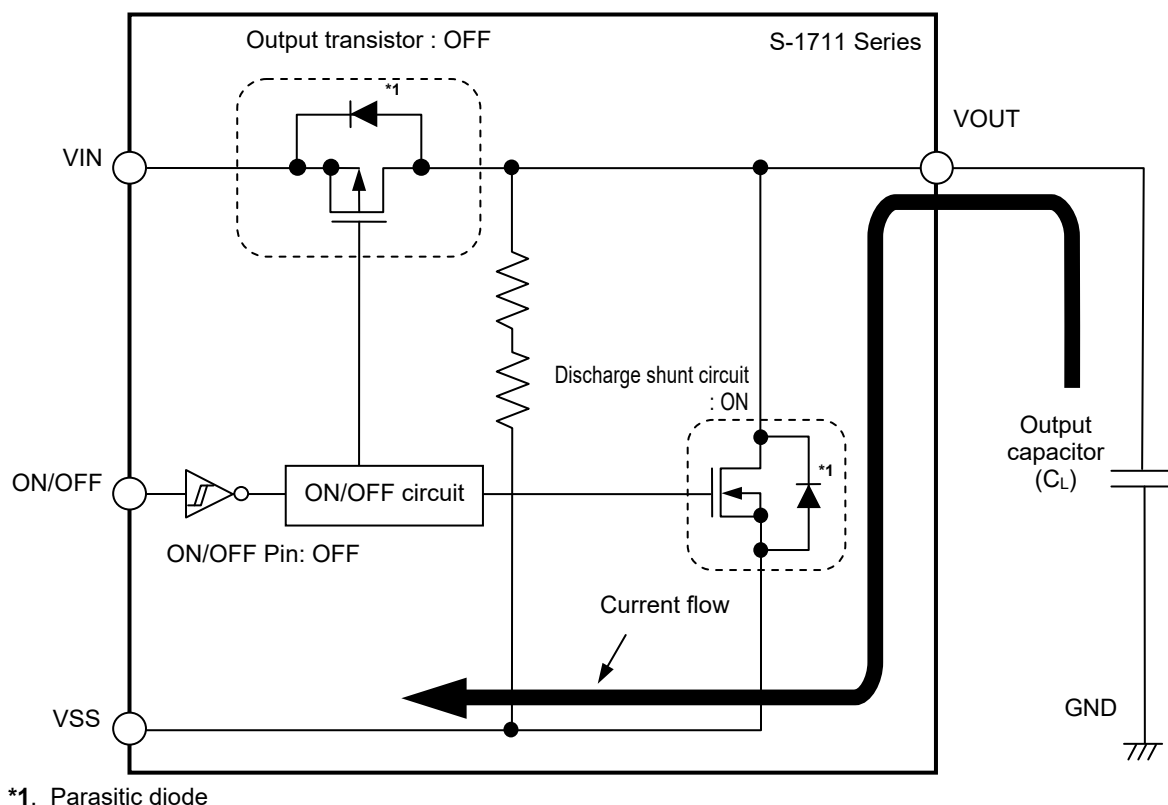 Output transistor : OFF
S-1711 Series
*1
VOUT
VIN
Discharge shunt circuit
: ON
Output
capacitor
(CL)
*1
ON/OFF
ON/OFF circuit
ON/OFF Pin: OFF
Current flow
GND
VSS
*1. Parasitic diode